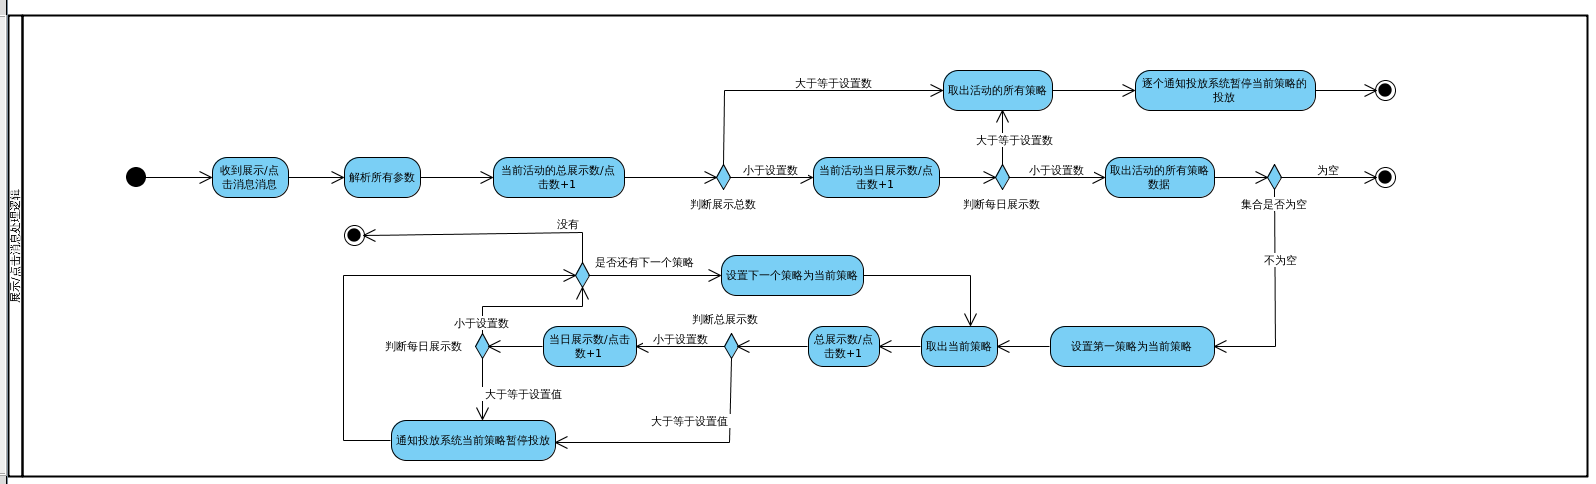 展示/点击消息处理逻辑
大于等于设置数
取出活动的所有策略
逐个通知投放系统暂停当前策略的
投放
大于等于设置数
收到展示/点
击消息消息
解析所有参数
当前活动的总展示数/点
击数+1
小于设置数
判断展示总数
当前活动当日展示数/点
击数+1
小于设置数
判断每日展示数
取出活动的所有策略
数据
为空
集合是否为空
没有
是否还有下一个策略
设置下一个策略为当前策略
不为空
小于设置数
判断每日展示数
当日展示数/点击
数+1
小于设置数
判断总展示数
总展示数/点
击数+1
取出当前策略
设置第一策略为当前策略
大于等于设置值
大于等于设置值
通知投放系统当前策略暂停投放